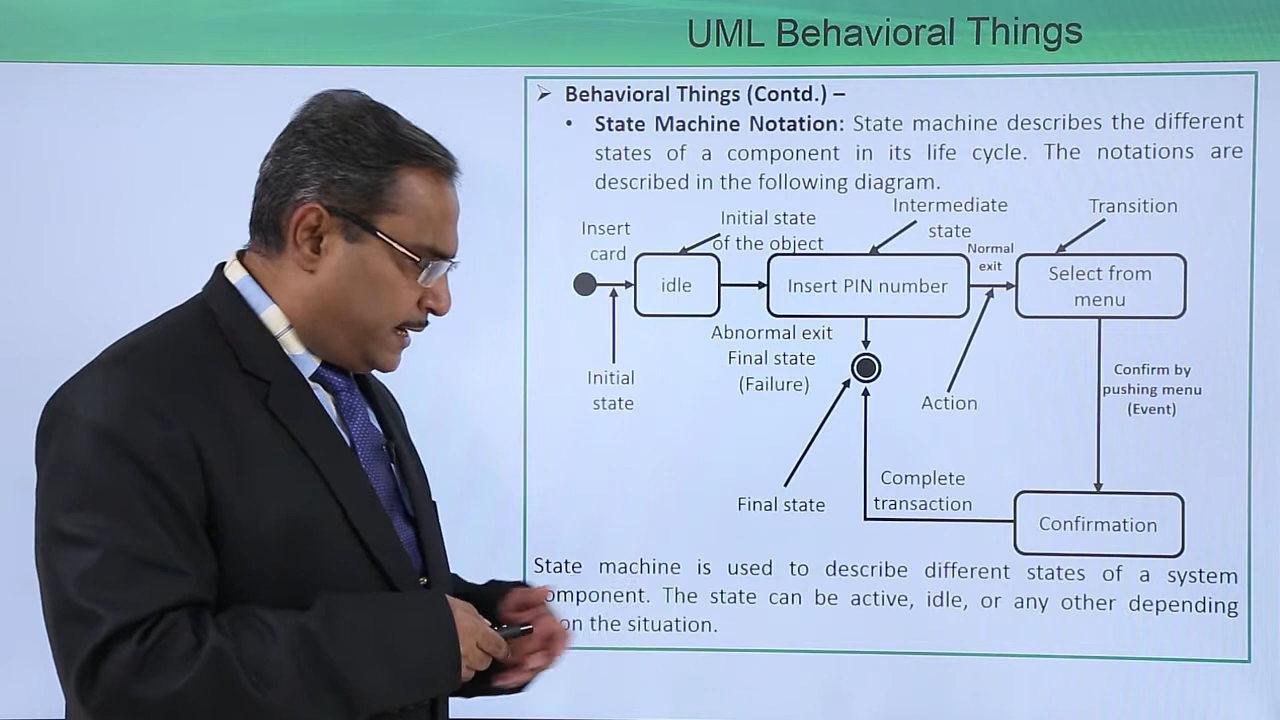 UML Behavioral Things
➢ Behavioral Things (Contd.) –
• State Machine Notation: State machine describes the different
states of a component in its life cycle. The notations are
described in the following diagram.
Insert
card
Initial state
of the object
Intermediate
state
Normal
exit
Transition
idle
Insert PIN number
Select from
menu
Initial
state
Abnormal exit
Final state
(Failure)
Action
Confirm by
pushing menu
(Event)
Final state
Complete
transaction
Confirmation
State machine is used to describe different states of a system
omponent. The state can be active, idle, or any other depending
on the situation.